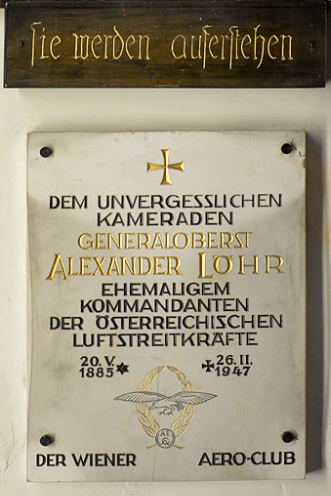 sie werden auferstehen
DEM UNVERGESSLICHEN
KAMERADEN
GENERALOBERST
ALEXANDER LÖHR
EHEMALIGEM
KOMMANDANTEN
DER ÖSTERREICHISCHEN
LUFTSTREITKRÄFTE
20.V. 26.II.
1885 1947
DER WIENER AERO-CLUB